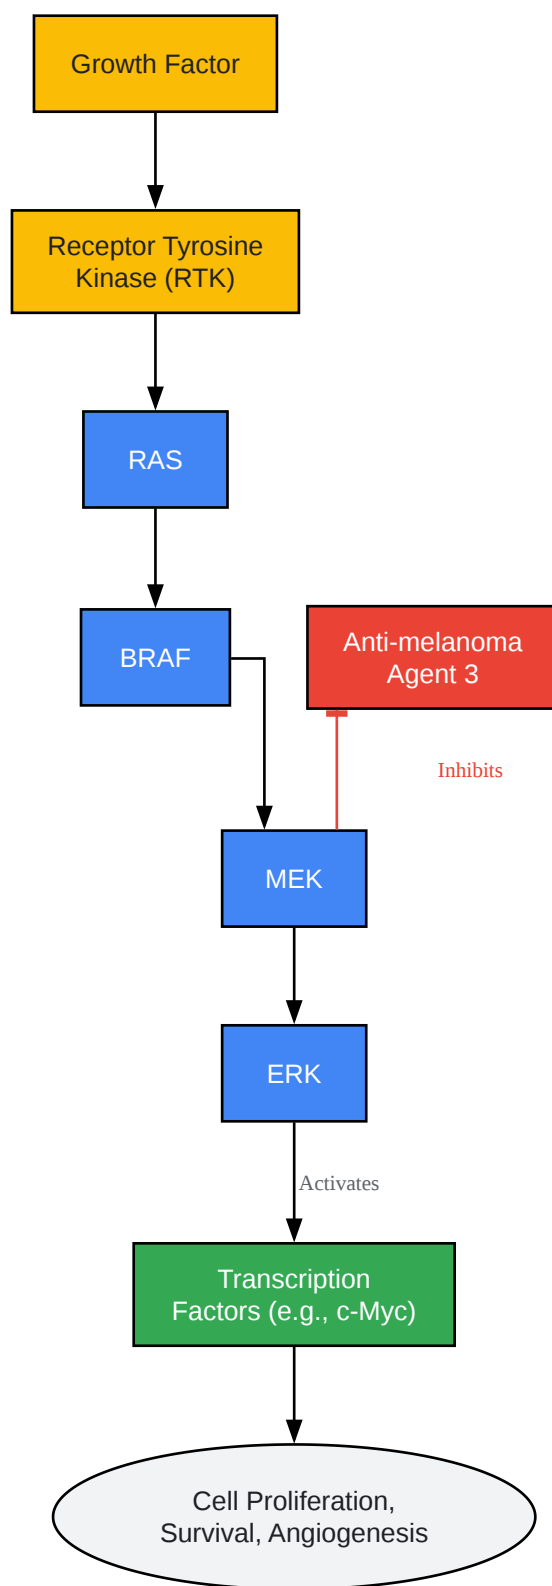 Growth Factor
Receptor Tyrosine
Kinase (RTK)
RAS
BRAF
Anti-melanoma
Agent 3
Inhibits
MEK
ERK
Activates
Transcription
Factors (e.g., c-Myc)
Cell Proliferation,
Survival, Angiogenesis